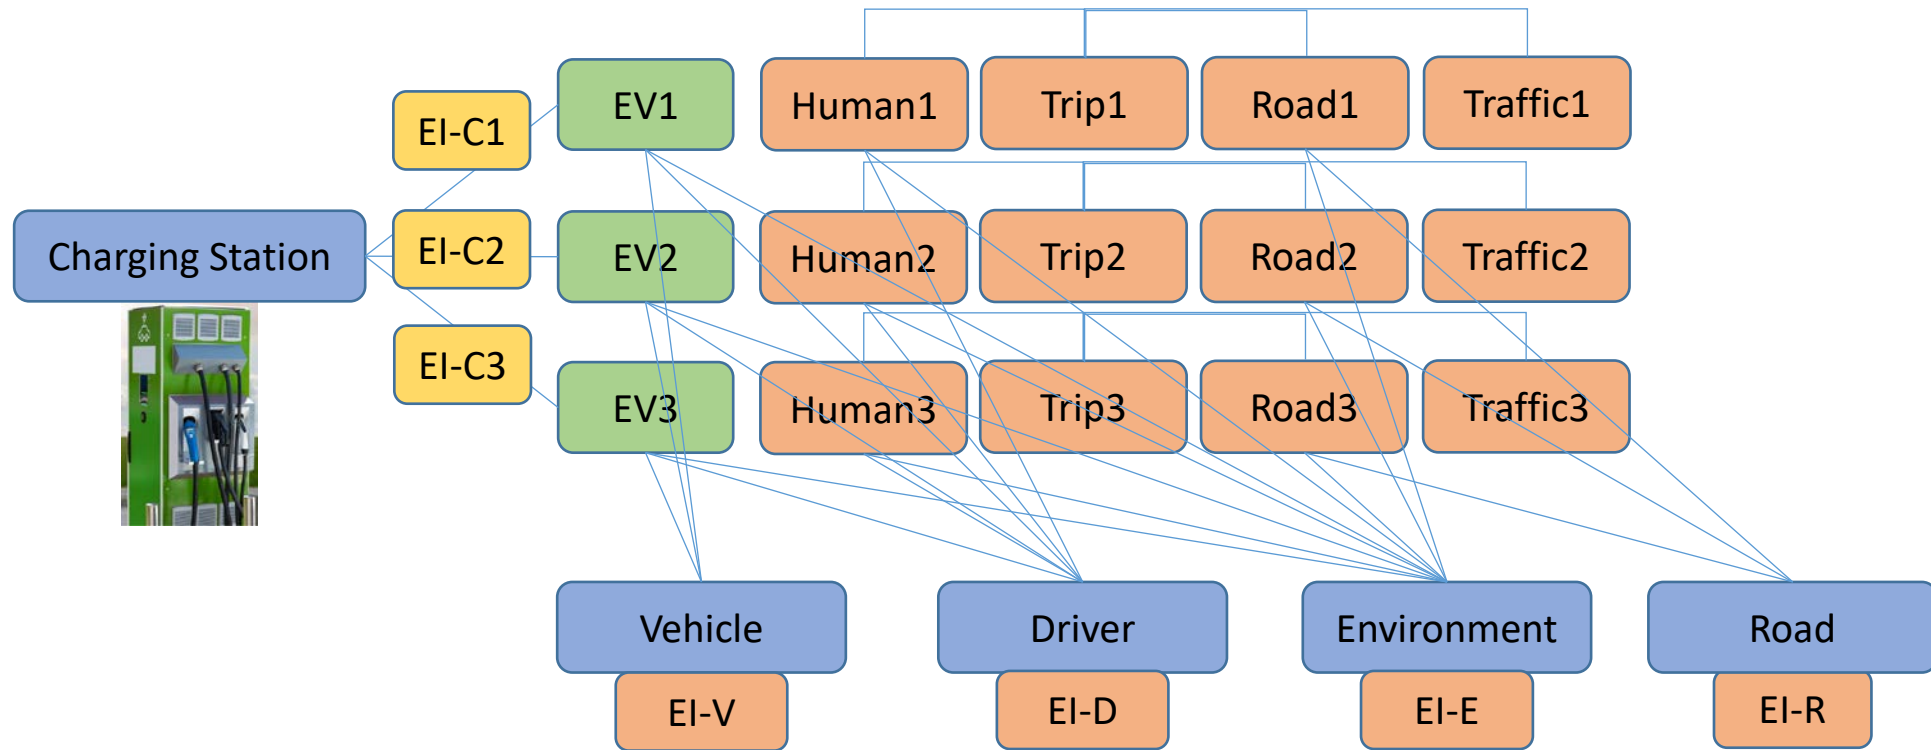 EV1
Human1
Trip1
Road1
Traffic1
EI-C1
Charging Station
EI-C2
EV2
Human2
Trip2
Road2
Traffic2
EI-C3
EV3
Human3
Trip3
Road3
Traffic3
Vehicle
Driver
Environment
Road
EI-V
EI-D
EI-E
EI-R